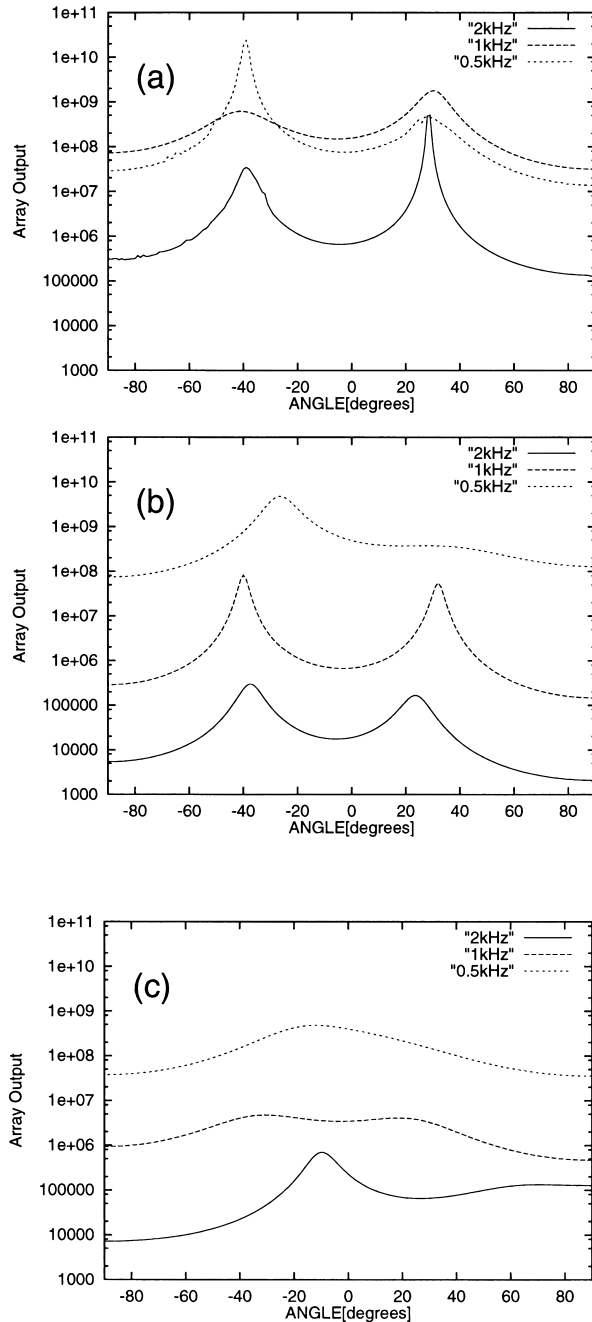 1e+11
1e+10
1e+09
1e+08
1e+07
1e+06
100000
10000
1000
Array Output
(a)
"2kHz"
"1kHz"
"0.5kHz"
-80 -60 -40 -20 0 20 40 60 80
ANGLE[degrees]
1e+11
1e+10
1e+09
1e+08
1e+07
1e+06
100000
10000
1000
Array Output
(b)
"2kHz"
"1kHz"
"0.5kHz"
-80 -60 -40 -20 0 20 40 60 80
ANGLE[degrees]
1e+11
1e+10
1e+09
1e+08
1e+07
1e+06
100000
10000
1000
Array Output
(c)
"2kHz"
"1kHz"
"0.5kHz"
-80 -60 -40 -20 0 20 40 60 80
ANGLE[degrees]